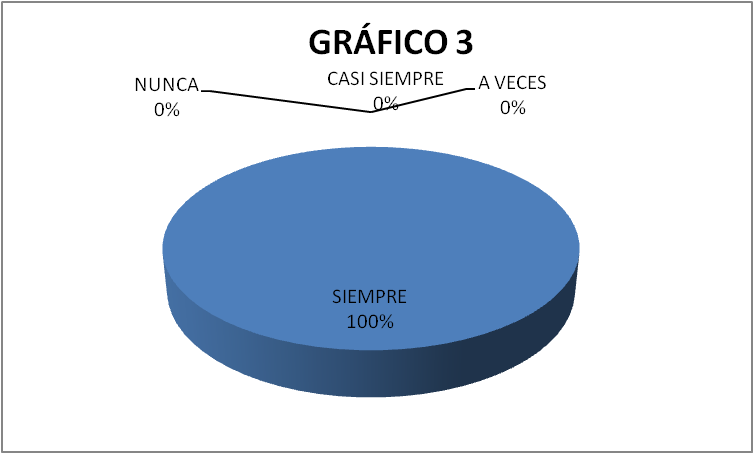 GRÁFICO 3
NUNCA
0%
CASI SIEMPRE
0%
A VECES
0%
SIEMPRE
100%